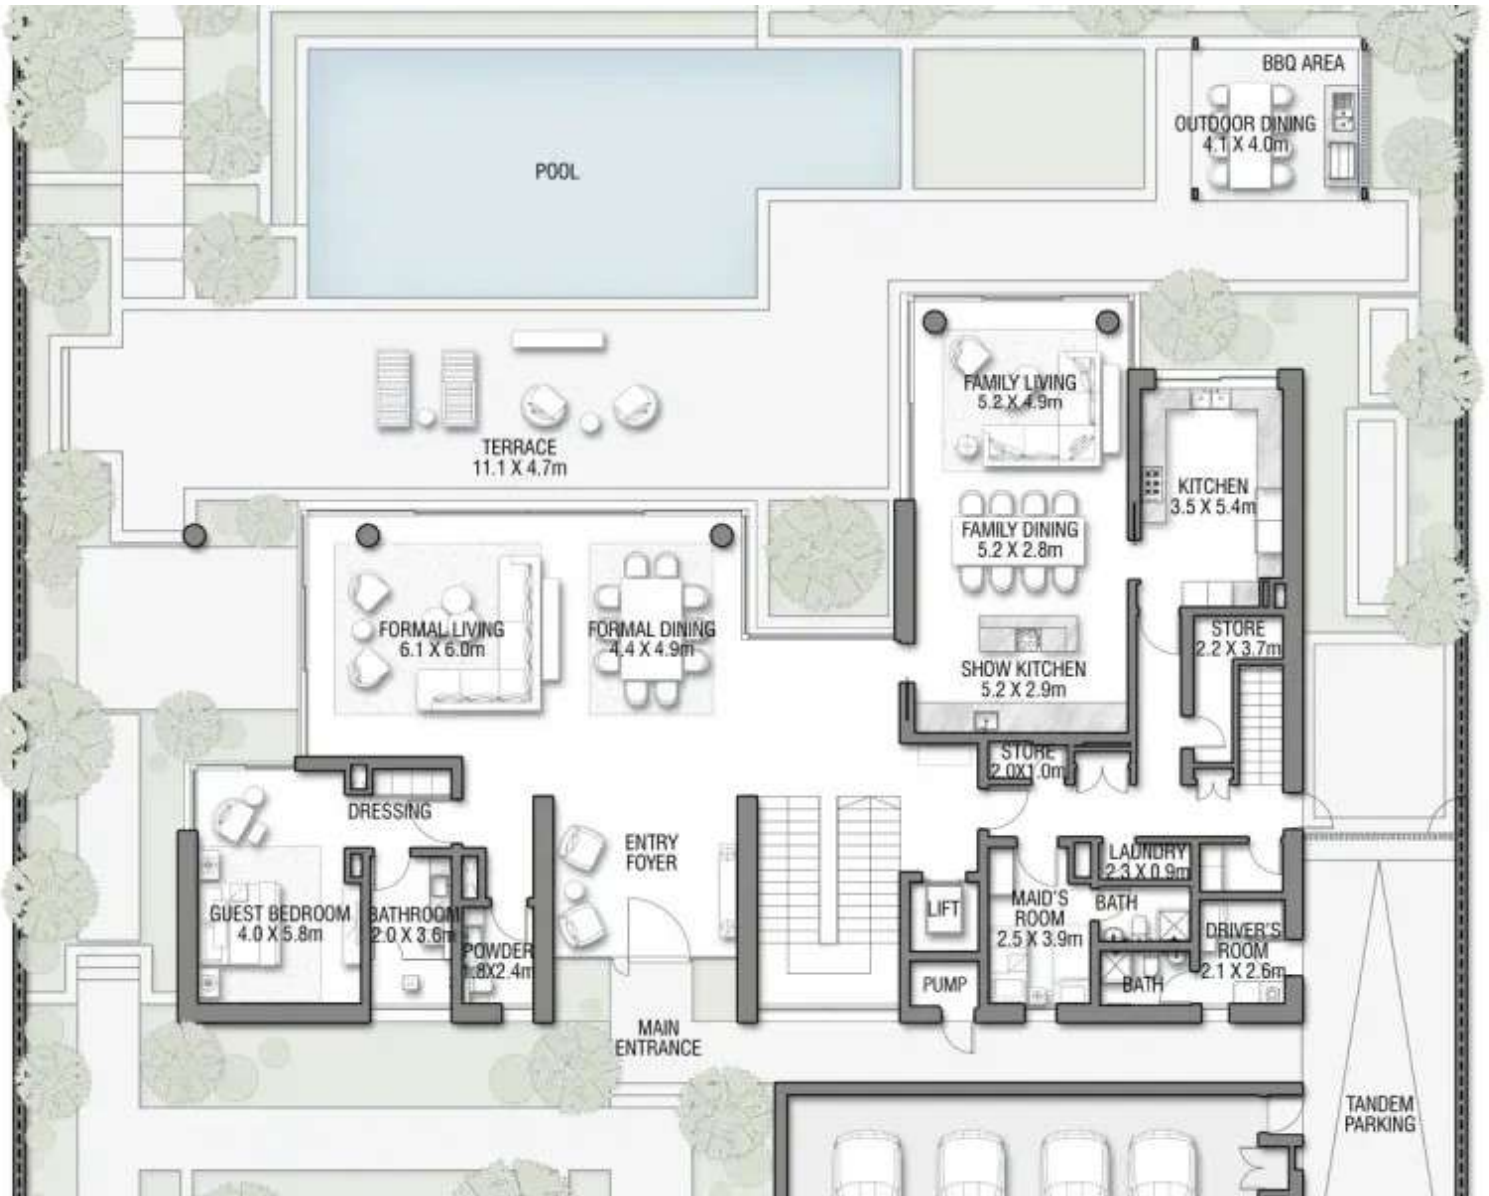 BBQ AREA
OUTDOOR DINING
4.1 X 4.0m
POOL
FAMILY LIVING
5.2 X 4.9m
TERRACE
11.1 X 4.7m
KITCHEN
3.5 X 5.4m
FAMILY DINING
5.2 X 2.8m
FORMAL LIVING
6.1 X 6.0m
FORMAL DINING
4.4 X 4.9m
STORE
2.2 X 3.7m
SHOW KITCHEN
5.2 X 2.9m
STORE
2.0X1.0m
DRESSING
ENTRY
FOYER
LAUNDRY
2.3 X 0.9m
GUEST BEDROOM
4.0 X 5.8m
BATHROOM
2.0 X 3.6m
LIFT
MAID'S
ROOM
2.5 X 3.9m
BATH
POWDER
1.8X2.4m
DRIVER'S
ROOM
2.1 X 2.6m
PUMP
BATH
MAIN
ENTRANCE
TANDEM
PARKING